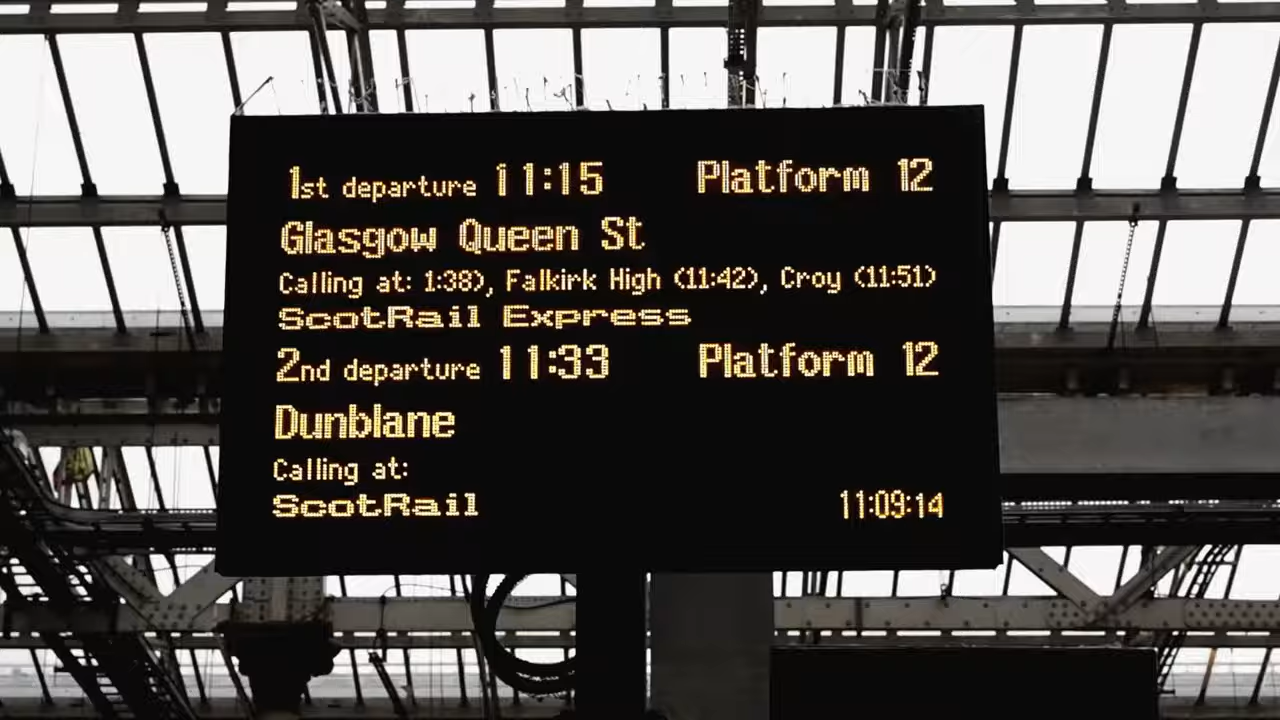 1st departure 11:15 Platform 12
Glasgow Queen St
Calling at: 1:38), Falkirk High (11:42), Croy (11:51)
ScotRail Express
2nd departure 11:33 Platform 12
Dunblane
Calling at:
ScotRail 11:09:14